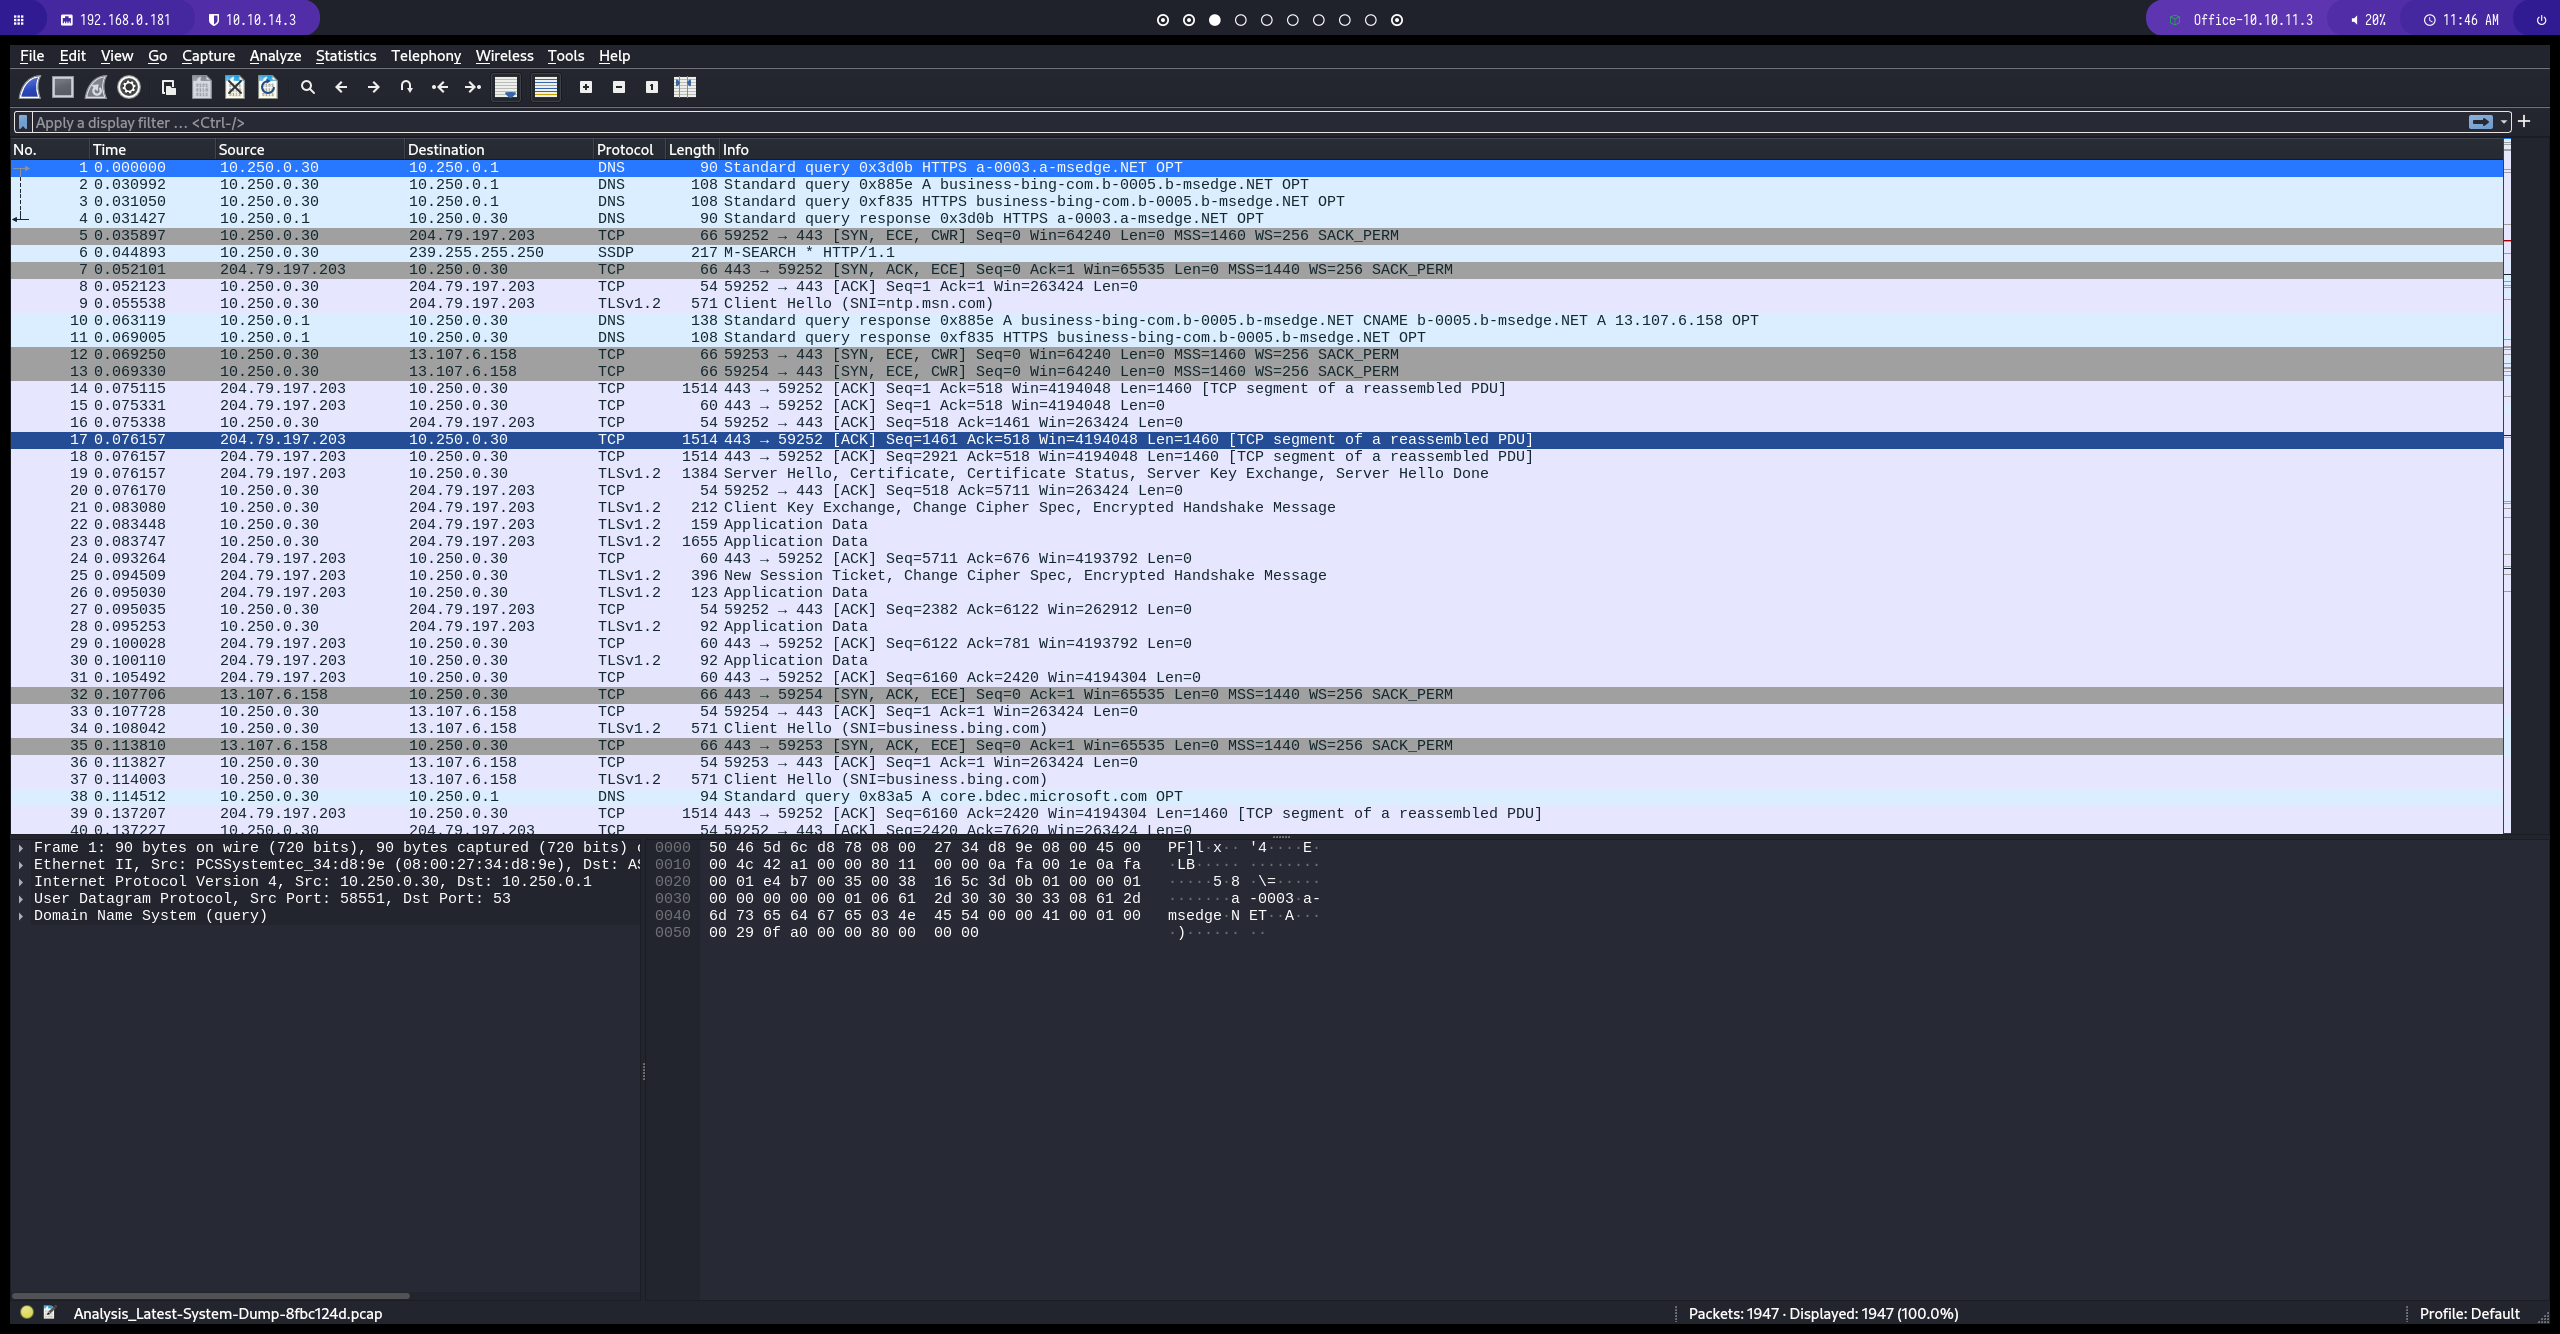 192.168.0.181 10.10.14.3 Office-10.10.11.3 20% 11:46 AM
File Edit View Go Capture Analyze Statistics Telephony Wireless Tools Help
Apply a display filter … <Ctrl-/>
No. Time Source Destination Protocol Length Info
1 0.000000 10.250.0.30 10.250.0.1 DNS 90 Standard query 0x3d0b HTTPS a-0003.a-msedge.NET OPT
2 0.030992 10.250.0.30 10.250.0.1 DNS 108 Standard query 0x885e A business-bing-com.b-0005.b-msedge.NET OPT
3 0.031050 10.250.0.30 10.250.0.1 DNS 108 Standard query 0xf835 HTTPS business-bing-com.b-0005.b-msedge.NET OPT
4 0.031427 10.250.0.1 10.250.0.30 DNS 90 Standard query response 0x3d0b HTTPS a-0003.a-msedge.NET OPT
5 0.035897 10.250.0.30 204.79.197.203 TCP 66 59252 → 443 [SYN, ECE, CWR] Seq=0 Win=64240 Len=0 MSS=1460 WS=256 SACK_PERM
6 0.044893 10.250.0.30 239.255.255.250 SSDP 217 M-SEARCH * HTTP/1.1
7 0.052101 204.79.197.203 10.250.0.30 TCP 66 443 → 59252 [SYN, ACK, ECE] Seq=0 Ack=1 Win=65535 Len=0 MSS=1440 WS=256 SACK_PERM
8 0.052123 10.250.0.30 204.79.197.203 TCP 54 59252 → 443 [ACK] Seq=1 Ack=1 Win=263424 Len=0
9 0.055538 10.250.0.30 204.79.197.203 TLSv1.2 571 Client Hello (SNI=ntp.msn.com)
10 0.063119 10.250.0.1 10.250.0.30 DNS 138 Standard query response 0x885e A business-bing-com.b-0005.b-msedge.NET CNAME b-0005.b-msedge.NET A 13.107.6.158 OPT
11 0.069005 10.250.0.1 10.250.0.30 DNS 108 Standard query response 0xf835 HTTPS business-bing-com.b-0005.b-msedge.NET OPT
12 0.069250 10.250.0.30 13.107.6.158 TCP 66 59253 → 443 [SYN, ECE, CWR] Seq=0 Win=64240 Len=0 MSS=1460 WS=256 SACK_PERM
13 0.069330 10.250.0.30 13.107.6.158 TCP 66 59254 → 443 [SYN, ECE, CWR] Seq=0 Win=64240 Len=0 MSS=1460 WS=256 SACK_PERM
14 0.075115 204.79.197.203 10.250.0.30 TCP 1514 443 → 59252 [ACK] Seq=1 Ack=518 Win=4194048 Len=1460 [TCP segment of a reassembled PDU]
15 0.075331 204.79.197.203 10.250.0.30 TCP 60 443 → 59252 [ACK] Seq=1 Ack=518 Win=4194048 Len=0
16 0.075338 10.250.0.30 204.79.197.203 TCP 54 59252 → 443 [ACK] Seq=518 Ack=1461 Win=263424 Len=0
17 0.076157 204.79.197.203 10.250.0.30 TCP 1514 443 → 59252 [ACK] Seq=1461 Ack=518 Win=4194048 Len=1460 [TCP segment of a reassembled PDU]
18 0.076157 204.79.197.203 10.250.0.30 TCP 1514 443 → 59252 [ACK] Seq=2921 Ack=518 Win=4194048 Len=1460 [TCP segment of a reassembled PDU]
19 0.076157 204.79.197.203 10.250.0.30 TLSv1.2 1384 Server Hello, Certificate, Certificate Status, Server Key Exchange, Server Hello Done
20 0.076170 10.250.0.30 204.79.197.203 TCP 54 59252 → 443 [ACK] Seq=518 Ack=5711 Win=263424 Len=0
21 0.083080 10.250.0.30 204.79.197.203 TLSv1.2 212 Client Key Exchange, Change Cipher Spec, Encrypted Handshake Message
22 0.083448 10.250.0.30 204.79.197.203 TLSv1.2 159 Application Data
23 0.083747 10.250.0.30 204.79.197.203 TLSv1.2 1655 Application Data
24 0.093264 204.79.197.203 10.250.0.30 TCP 60 443 → 59252 [ACK] Seq=5711 Ack=676 Win=4193792 Len=0
25 0.094509 204.79.197.203 10.250.0.30 TLSv1.2 396 New Session Ticket, Change Cipher Spec, Encrypted Handshake Message
26 0.095030 204.79.197.203 10.250.0.30 TLSv1.2 123 Application Data
27 0.095035 10.250.0.30 204.79.197.203 TCP 54 59252 → 443 [ACK] Seq=2382 Ack=6122 Win=262912 Len=0
28 0.095253 10.250.0.30 204.79.197.203 TLSv1.2 92 Application Data
29 0.100028 204.79.197.203 10.250.0.30 TCP 60 443 → 59252 [ACK] Seq=6122 Ack=781 Win=4193792 Len=0
30 0.100110 204.79.197.203 10.250.0.30 TLSv1.2 92 Application Data
31 0.105492 204.79.197.203 10.250.0.30 TCP 60 443 → 59252 [ACK] Seq=6160 Ack=2420 Win=4194304 Len=0
32 0.107706 13.107.6.158 10.250.0.30 TCP 66 443 → 59254 [SYN, ACK, ECE] Seq=0 Ack=1 Win=65535 Len=0 MSS=1440 WS=256 SACK_PERM
33 0.107728 10.250.0.30 13.107.6.158 TCP 54 59254 → 443 [ACK] Seq=1 Ack=1 Win=263424 Len=0
34 0.108042 10.250.0.30 13.107.6.158 TLSv1.2 571 Client Hello (SNI=business.bing.com)
35 0.113810 13.107.6.158 10.250.0.30 TCP 66 443 → 59253 [SYN, ACK, ECE] Seq=0 Ack=1 Win=65535 Len=0 MSS=1440 WS=256 SACK_PERM
36 0.113827 10.250.0.30 13.107.6.158 TCP 54 59253 → 443 [ACK] Seq=1 Ack=1 Win=263424 Len=0
37 0.114003 10.250.0.30 13.107.6.158 TLSv1.2 571 Client Hello (SNI=business.bing.com)
38 0.114512 10.250.0.30 10.250.0.1 DNS 94 Standard query 0x83a5 A core.bdec.microsoft.com OPT
39 0.137207 204.79.197.203 10.250.0.30 TCP 1514 443 → 59252 [ACK] Seq=6160 Ack=2420 Win=4194304 Len=1460 [TCP segment of a reassembled PDU]
40 0.137227 10.250.0.30 204.79.197.203 TCP 54 59252 → 443 [ACK] Seq=2420 Ack=7620 Win=263424 Len=0
Frame 1: 90 bytes on wire (720 bits), 90 bytes captured (720 bits)
Ethernet II, Src: PCSSystemtec_34:d8:9e (08:00:27:34:d8:9e), Dst: AS
Internet Protocol Version 4, Src: 10.250.0.30, Dst: 10.250.0.1
User Datagram Protocol, Src Port: 58551, Dst Port: 53
Domain Name System (query)
0000 50 46 5d 6c d8 78 08 00 27 34 d8 9e 08 00 45 00 PF]l·x·· '4····E·
0010 00 4c 42 a1 00 00 80 11 00 00 0a fa 00 1e 0a fa ·LB····· ········
0020 00 01 e4 b7 00 35 00 38 16 5c 3d 0b 01 00 00 01 ·····5·8 ·\=·····
0030 00 00 00 00 00 01 06 61 2d 30 30 30 33 08 61 2d ·······a -0003·a-
0040 6d 73 65 64 67 65 03 4e 45 54 00 00 41 00 01 00 msedge·N ET··A···
0050 00 29 0f a0 00 00 80 00 00 00 ·)······ ··
Analysis_Latest-System-Dump-8fbc124d.pcap Packets: 1947 · Displayed: 1947 (100.0%) Profile: Default